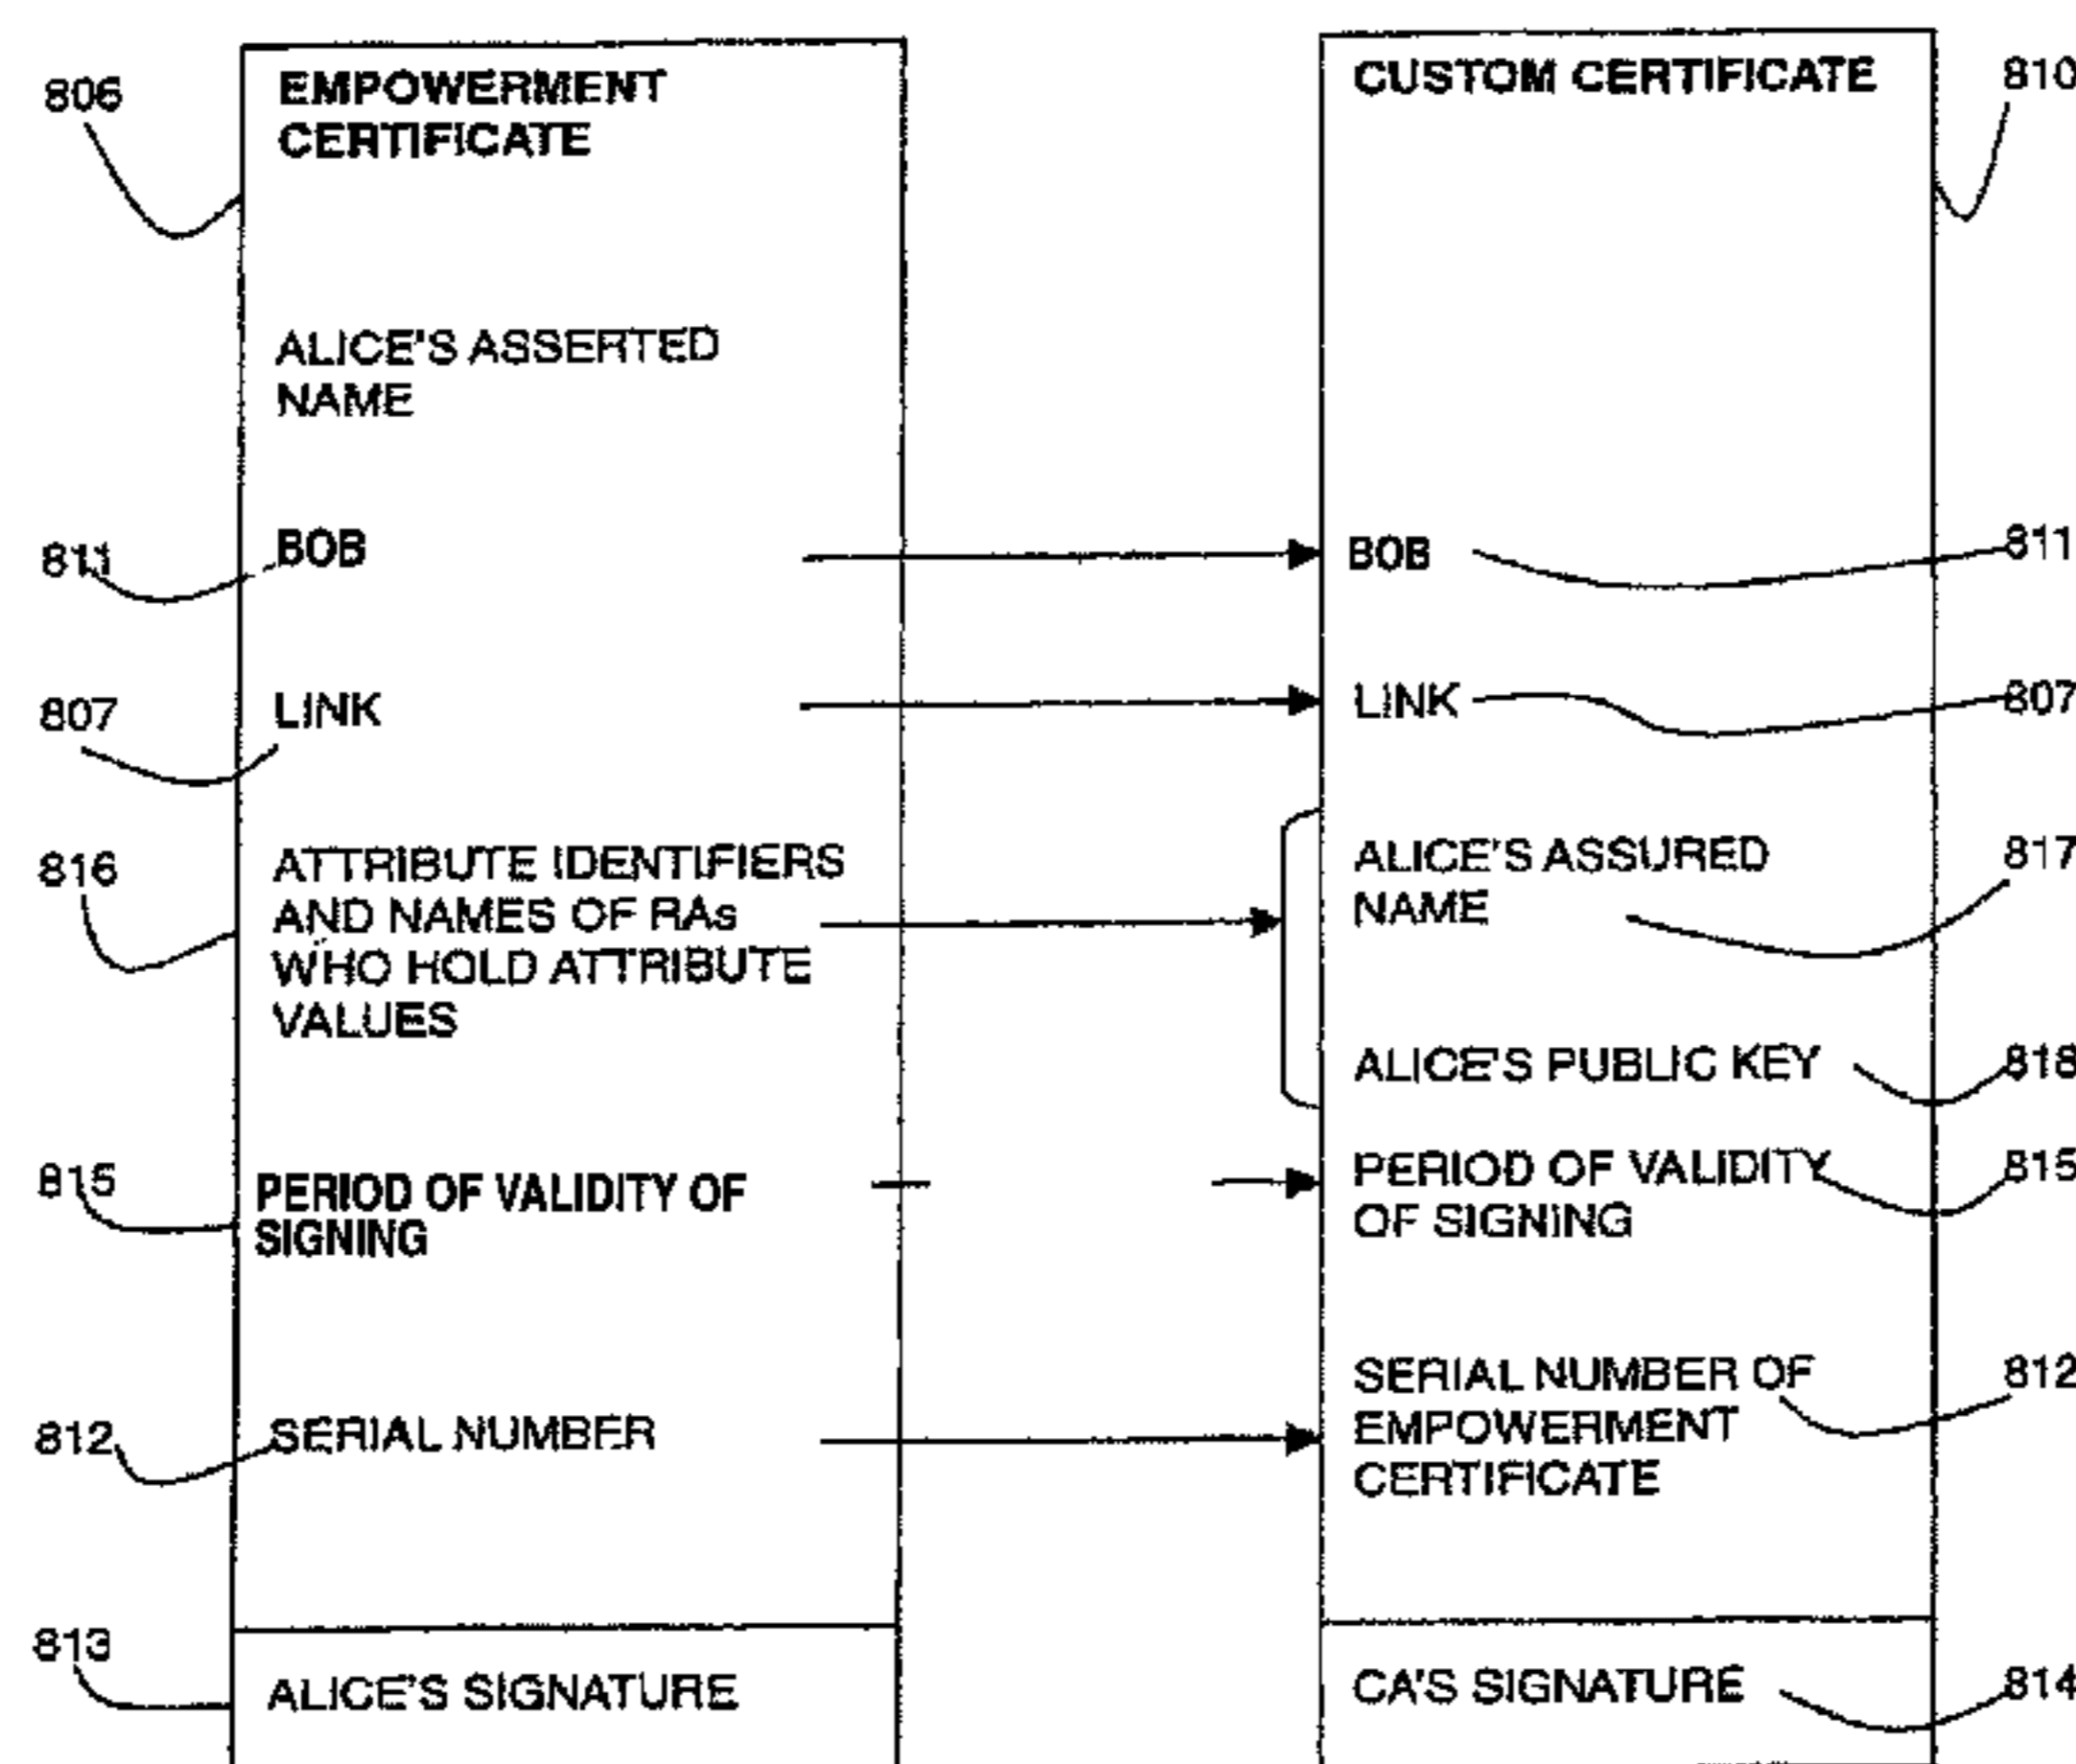 806
EMPOWERMENT
CERTIFICATE
ALICE'S ASSERTED
NAME
811
BOB
807
LINK
816
ATTRIBUTE IDENTIFIERS
AND NAMES OF RAs
WHO HOLD ATTRIBUTE
VALUES
815
PERIOD OF VALIDITY OF
SIGNING
812
SERIAL NUMBER
813
ALICE'S SIGNATURE
CUSTOM CERTIFICATE
810
BOB
811
LINK
807
ALICE'S ASSURED
NAME
817
ALICE'S PUBLIC KEY
818
PERIOD OF VALIDITY
OF SIGNING
815
SERIAL NUMBER OF
EMPOWERMENT
CERTIFICATE
812
CA'S SIGNATURE
814